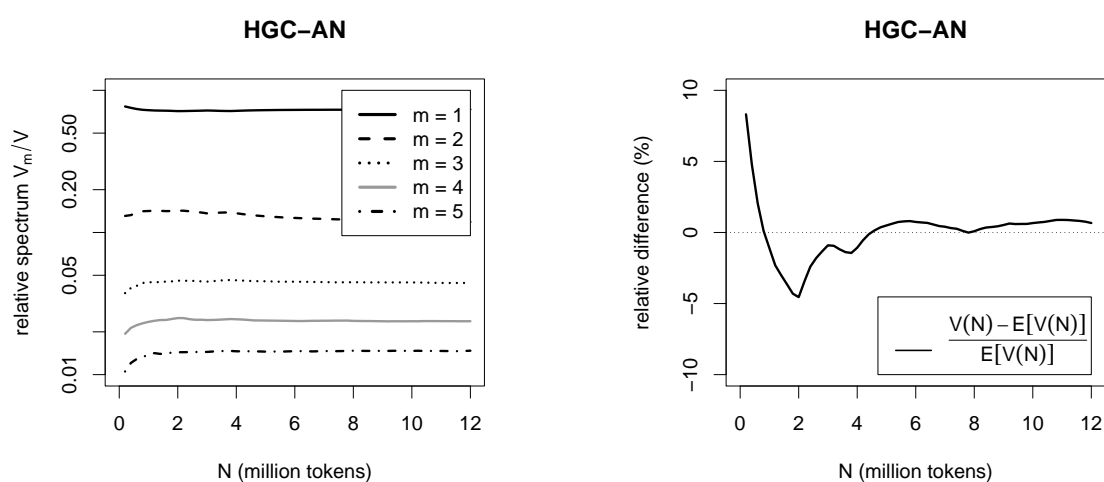 HGC−AN
relative spectrum Vₘ/V
0.50
0.20
0.05
0.01
m = 1
m = 2
m = 3
m = 4
m = 5
0 2 4 6 8 10 12
N (million tokens)
HGC−AN
relative difference (%)
10
5
0
−5
−10
V(N) − E[V(N)]
E[V(N)]
0 2 4 6 8 10 12
N (million tokens)